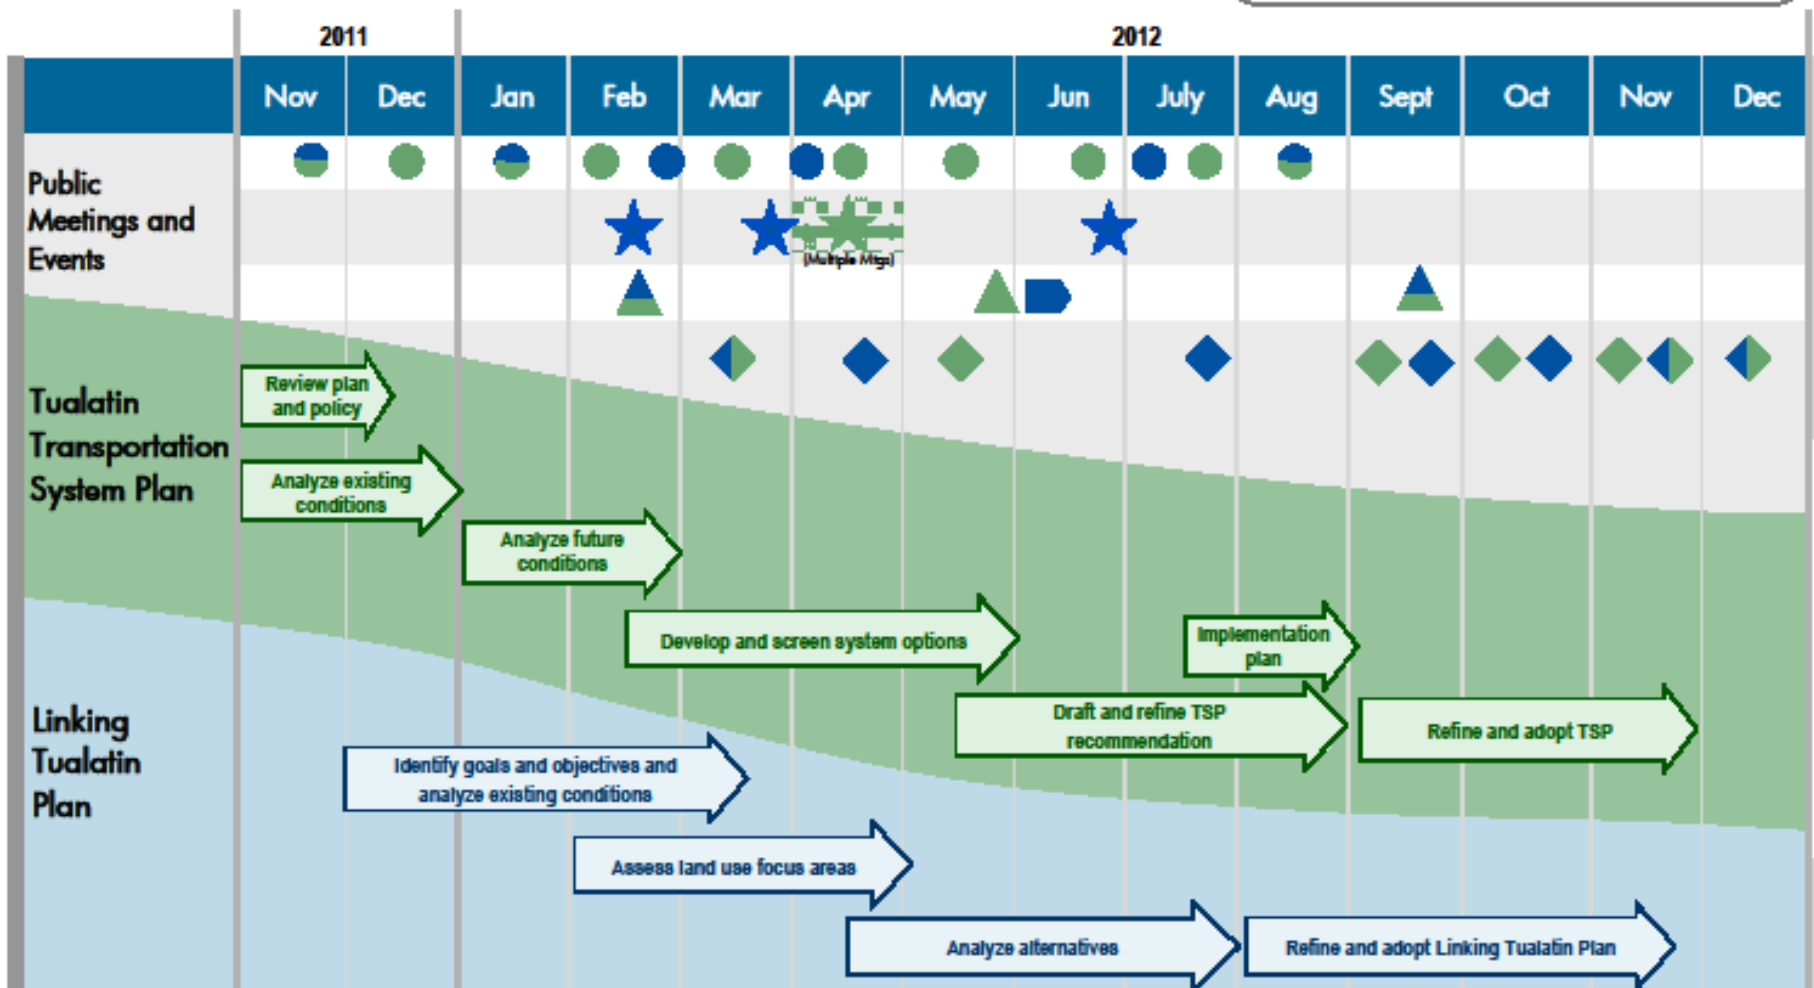 2011 2012
Nov Dec Jan Feb Mar Apr May Jun July Aug Sept Oct Nov Dec
Public
Meetings and
Events
(Multiple Mtgs)
Tualatin
Transportation
System Plan
Review plan
and policy
Analyze existing
conditions
Analyze future
conditions
Develop and screen system options
Implementation
plan
Draft and refine TSP
recommendation
Refine and adopt TSP
Linking
Tualatin
Plan
Identify goals and objectives and
analyze existing conditions
Assess land use focus areas
Analyze alternatives
Refine and adopt Linking Tualatin Plan